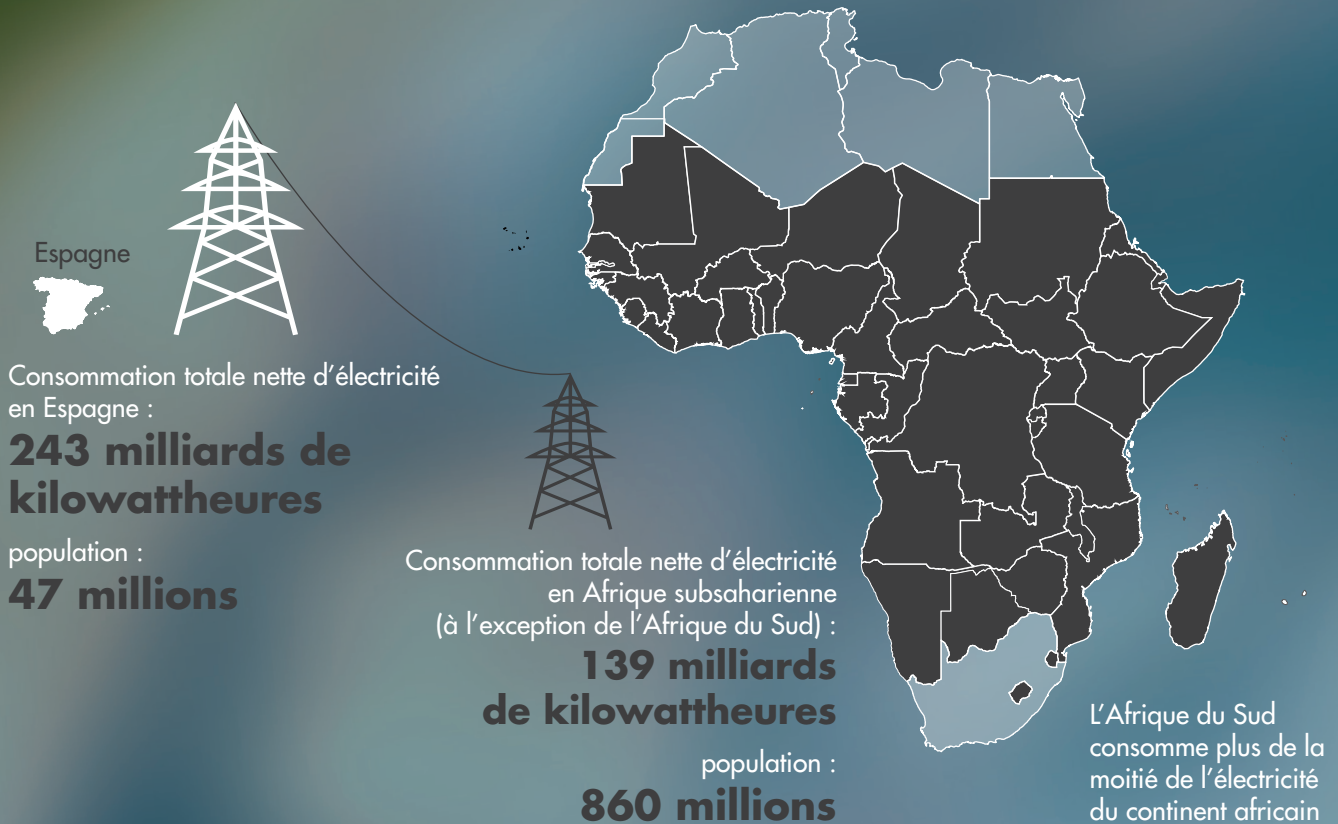 Espagne
Consommation totale nette d’électricité
en Espagne :
243 milliards de
kilowattheures
population :
47 millions
Consommation totale nette d’électricité
en Afrique subsaharienne
(à l’exception de l’Afrique du Sud) :
139 milliards
de kilowattheures
population :
860 millions
L’Afrique du Sud
consomme plus de la
moitié de l’électricité
du continent africain